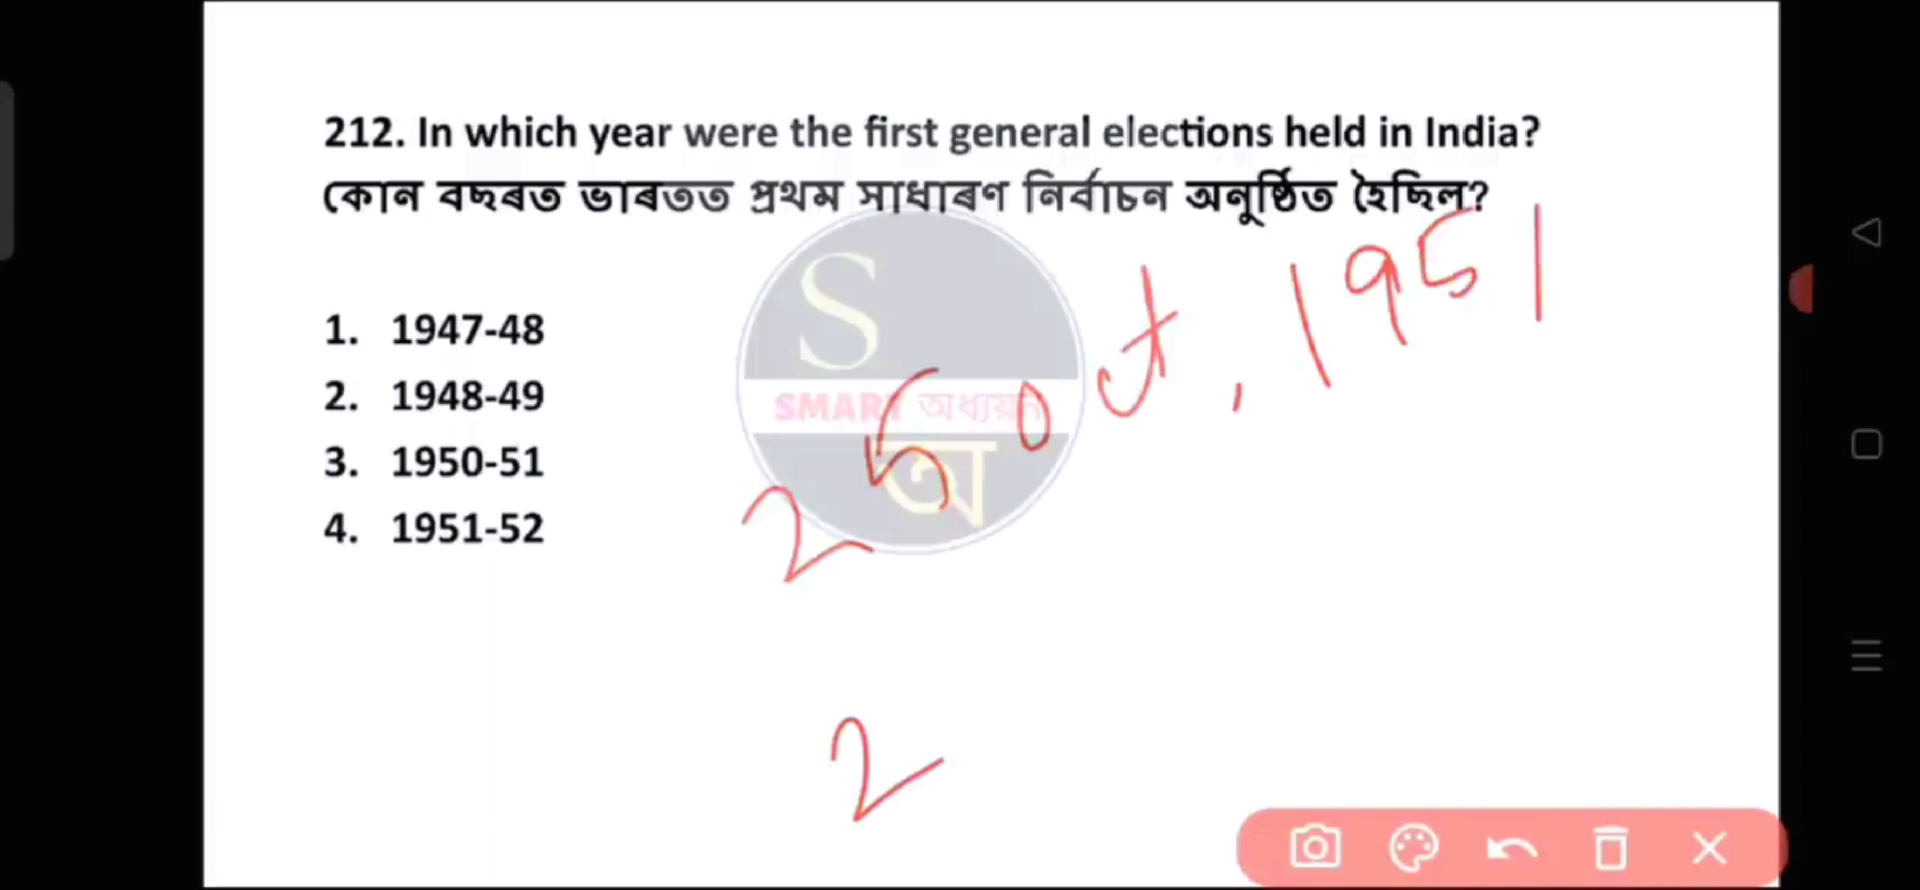 212. In which year were the first general elections held in India?
কোন বছৰত ভাৰতত প্ৰথম সাধাৰণ নিৰ্বাচন অনুষ্ঠিত হৈছিল?
1. 1947-48
2. 1948-49
3. 1950-51
4. 1951-52
S
SMART অধ্যয়ন
অ
25 oct, 1951
2